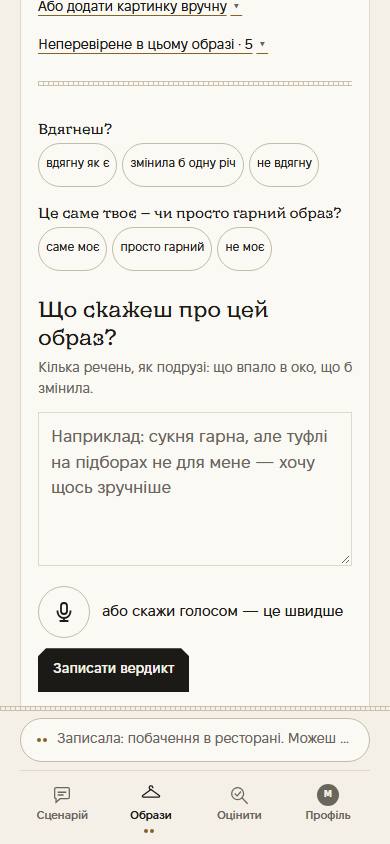 Або додати картинку вручну
Неперевірене в цьому образі · 5
Вдягнеш?
вдягну як є
змінила б одну річ
не вдягну
Це саме твоє — чи просто гарний образ?
саме моє
просто гарний
не моє
Що скажеш про цей
образ?
Кілька речень, як подрузі: що впало в око, що б
змінила.
Наприклад: сукня гарна, але туфлі
на підборах не для мене — хочу
щось зручніше
або скажи голосом — це швидше
Записати вердикт
Записала: побачення в ресторані. Можеш ...
Сценарій
Образи
Оцінити
М
Профіль